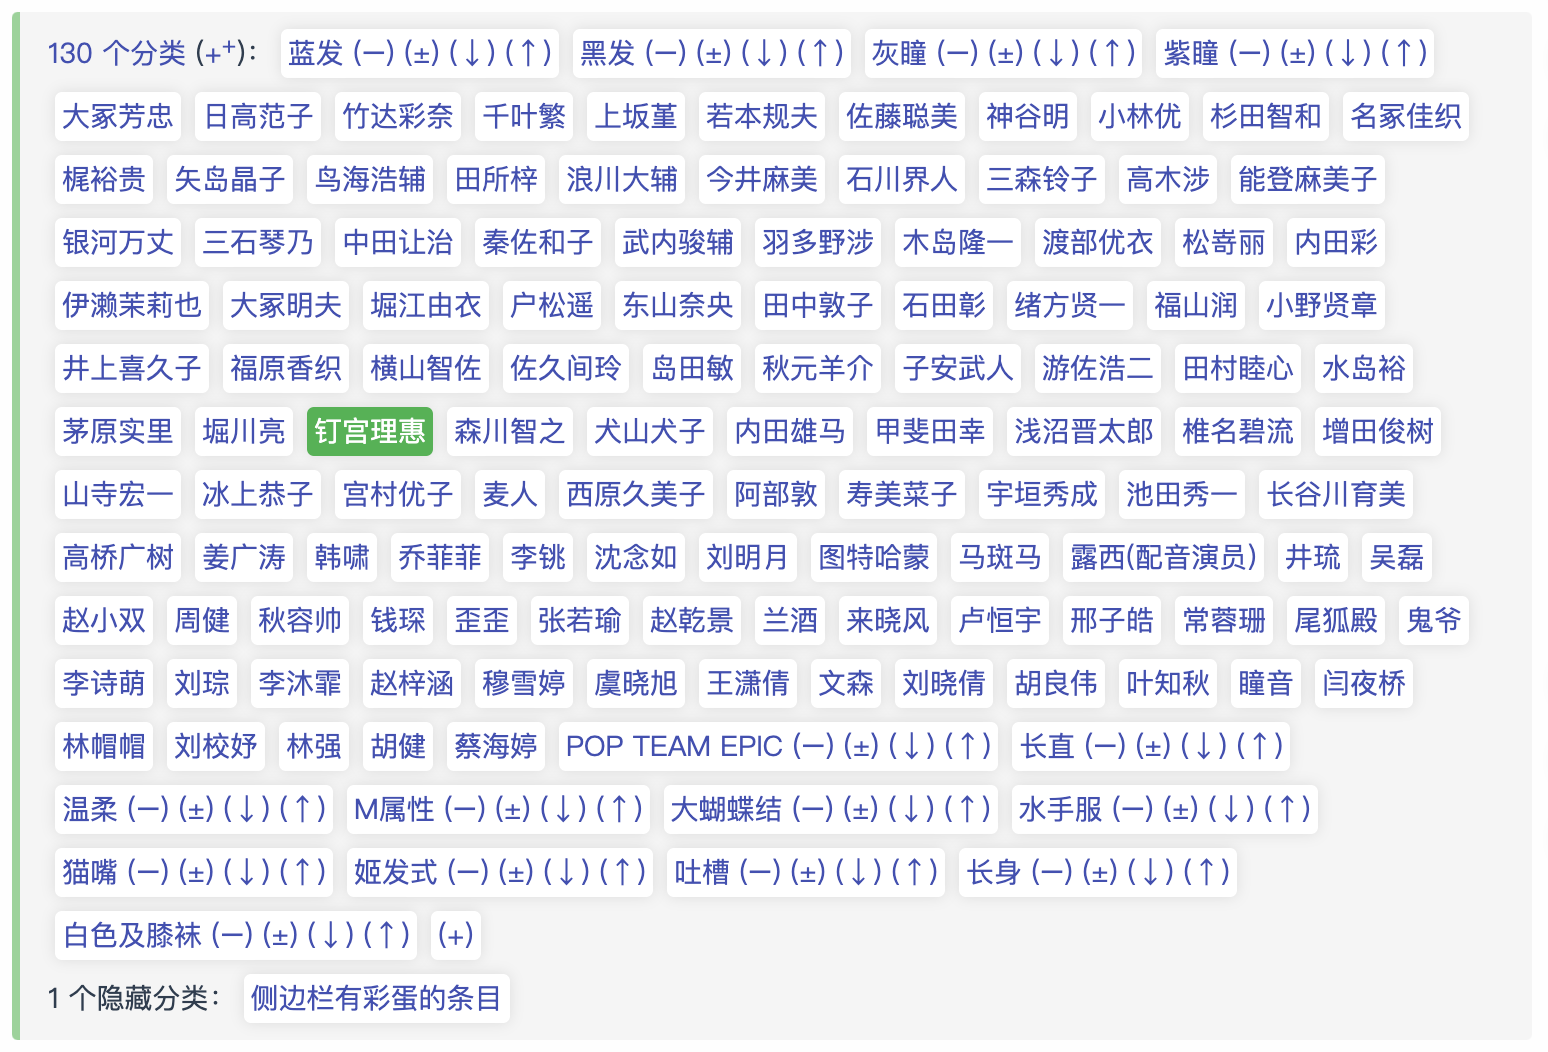 130 个分类 (+⁺)： 蓝发 (−) (±) (↓) (↑) 黑发 (−) (±) (↓) (↑) 灰瞳 (−) (±) (↓) (↑) 紫瞳 (−) (±) (↓) (↑)
大冢芳忠 日高范子 竹达彩奈 千叶繁 上坂堇 若本规夫 佐藤聪美 神谷明 小林优 杉田智和 名冢佳织
梶裕贵 矢岛晶子 鸟海浩辅 田所梓 浪川大辅 今井麻美 石川界人 三森铃子 高木涉 能登麻美子
银河万丈 三石琴乃 中田让治 秦佐和子 武内骏辅 羽多野涉 木岛隆一 渡部优衣 松嵜丽 内田彩
伊濑茉莉也 大冢明夫 堀江由衣 户松遥 东山奈央 田中敦子 石田彰 绪方贤一 福山润 小野贤章
井上喜久子 福原香织 横山智佐 佐久间玲 岛田敏 秋元羊介 子安武人 游佐浩二 田村睦心 水岛裕
茅原实里 堀川亮 钉宫理惠 森川智之 犬山犬子 内田雄马 甲斐田幸 浅沼晋太郎 椎名碧流 增田俊树
山寺宏一 冰上恭子 宫村优子 麦人 西原久美子 阿部敦 寿美菜子 宇垣秀成 池田秀一 长谷川育美
高桥广树 姜广涛 韩啸 乔菲菲 李铫 沈念如 刘明月 图特哈蒙 马斑马 露西(配音演员) 井琉 吴磊
赵小双 周健 秋容帅 钱琛 歪歪 张若瑜 赵乾景 兰酒 来晓风 卢恒宇 邢子皓 常蓉珊 尾狐殿 鬼爷
李诗萌 刘琮 李沐霏 赵梓涵 穆雪婷 虞晓旭 王潇倩 文森 刘晓倩 胡良伟 叶知秋 瞳音 闫夜桥
林帽帽 刘校妤 林强 胡健 蔡海婷 POP TEAM EPIC (−) (±) (↓) (↑) 长直 (−) (±) (↓) (↑)
温柔 (−) (±) (↓) (↑) M属性 (−) (±) (↓) (↑) 大蝴蝶结 (−) (±) (↓) (↑) 水手服 (−) (±) (↓) (↑)
猫嘴 (−) (±) (↓) (↑) 姬发式 (−) (±) (↓) (↑) 吐槽 (−) (±) (↓) (↑) 长身 (−) (±) (↓) (↑)
白色及膝袜 (−) (±) (↓) (↑) (+)
1 个隐藏分类： 侧边栏有彩蛋的条目